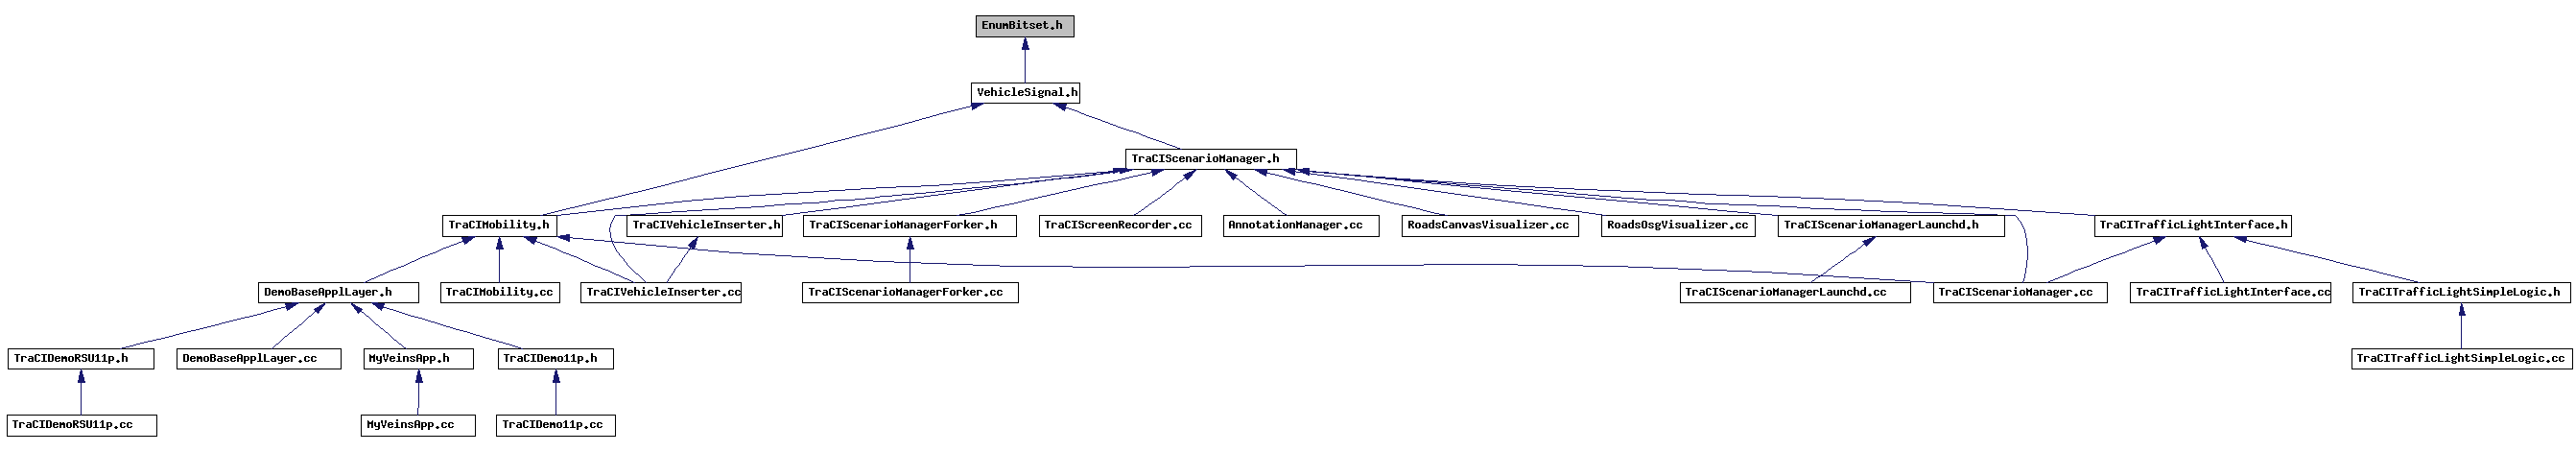 EnumBitset.h
VehicleSignal.h
TraCIScenarioManager.h
TraCIMobility.h
TraCIVehicleInserter.h
TraCIScenarioManagerForker.h
TraCIScreenRecorder.cc
AnnotationManager.cc
RoadsCanvasVisualizer.cc
RoadsOsgVisualizer.cc
TraCIScenarioManagerLaunchd.h
TraCITrafficLightInterface.h
DemoBaseApplLayer.h
TraCIMobility.cc
TraCIVehicleInserter.cc
TraCIScenarioManagerForker.cc
TraCIScenarioManagerLaunchd.cc
TraCIScenarioManager.cc
TraCITrafficLightInterface.cc
TraCITrafficLightSimpleLogic.h
TraCIDemoRSU11p.h
DemoBaseApplLayer.cc
MyVeinsApp.h
TraCIDemo11p.h
TraCITrafficLightSimpleLogic.cc
TraCIDemoRSU11p.cc
MyVeinsApp.cc
TraCIDemo11p.cc